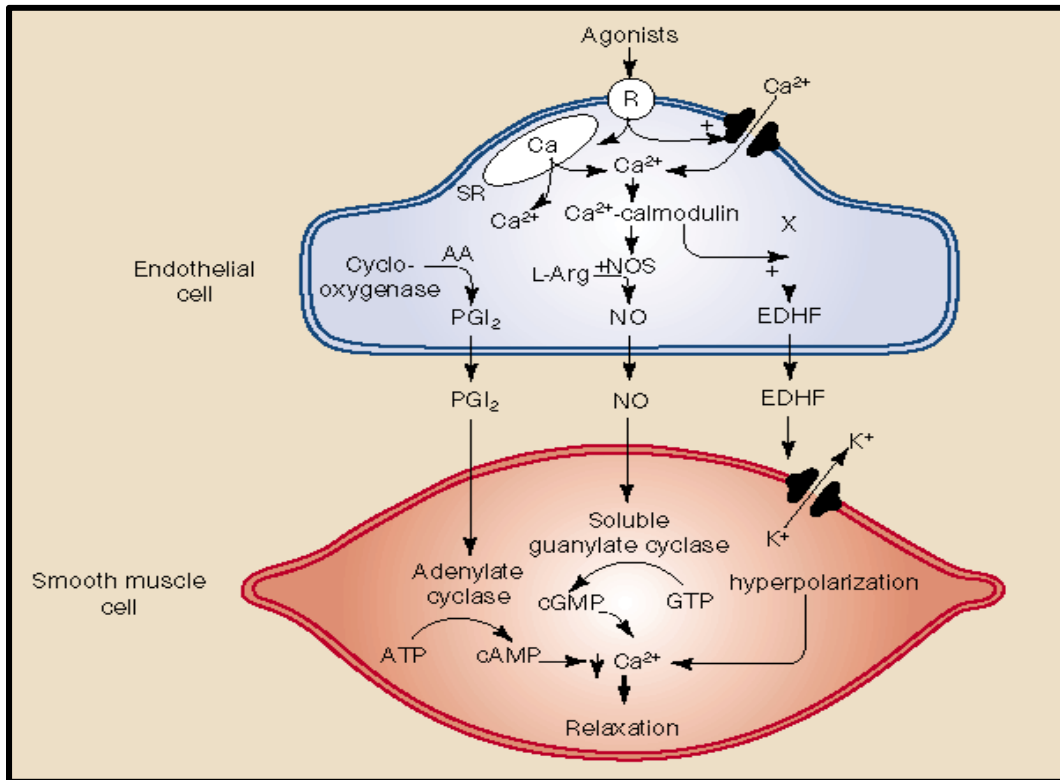 Agonists
R
Ca²⁺
+
Ca
Ca²⁺
SR
Ca²⁺
Ca²⁺-calmodulin
X
Endothelial
cell
Cyclo-
oxygenase
AA
L-Arg
+NOS
+
PGI₂
NO
EDHF
PGI₂
NO
EDHF
K⁺
K⁺
Soluble
guanylate cyclase
Smooth muscle
cell
Adenylate
cyclase
cGMP
GTP
hyperpolarization
ATP
cAMP
Ca²⁺
Relaxation